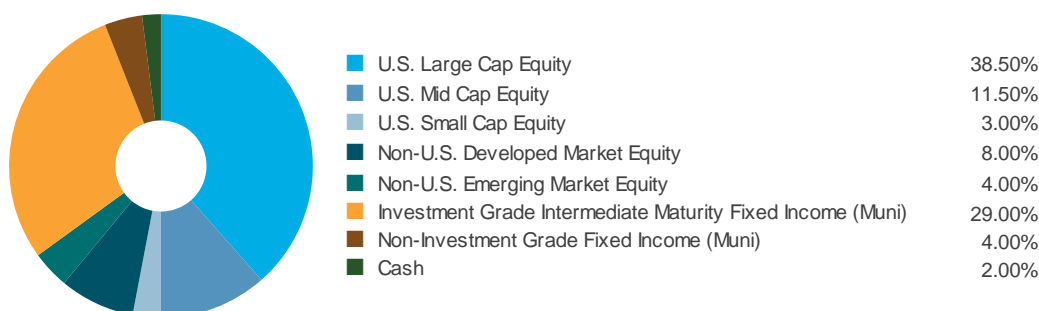 U.S. Large Cap Equity 38.50%
U.S. Mid Cap Equity 11.50%
U.S. Small Cap Equity 3.00%
Non-U.S. Developed Market Equity 8.00%
Non-U.S. Emerging Market Equity 4.00%
Investment Grade Intermediate Maturity Fixed Income (Muni) 29.00%
Non-Investment Grade Fixed Income (Muni) 4.00%
Cash 2.00%